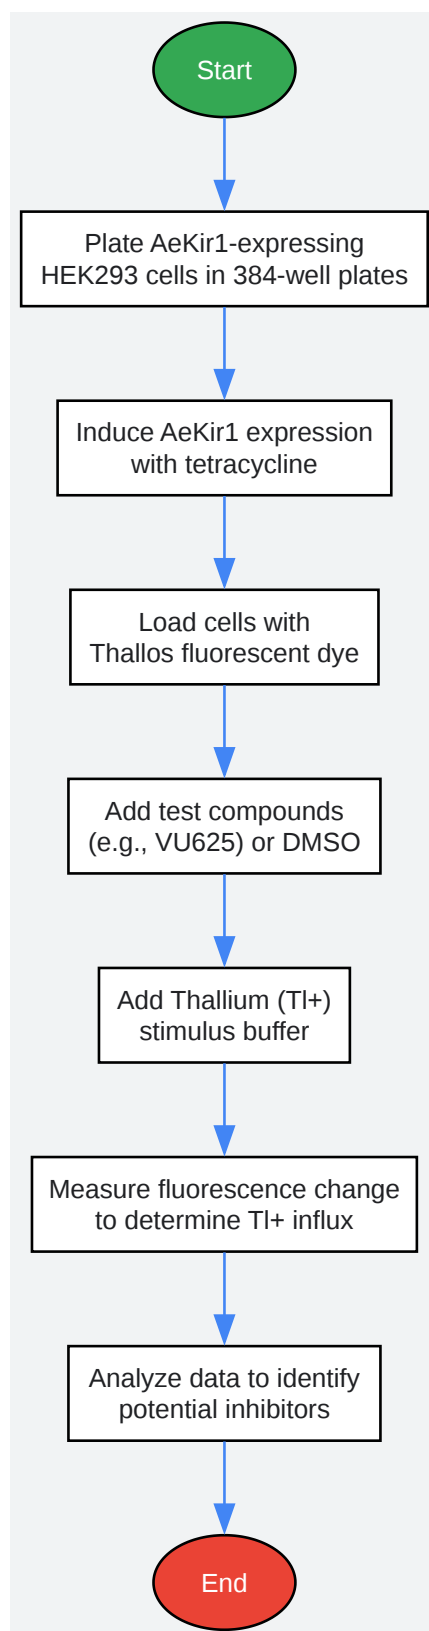 Start
Plate AeKir1-expressing
HEK293 cells in 384-well plates
Induce AeKir1 expression
with tetracycline
Load cells with
Thallos fluorescent dye
Add test compounds
(e.g., VU625) or DMSO
Add Thallium (Tl+)
stimulus buffer
Measure fluorescence change
to determine Tl+ influx
Analyze data to identify
potential inhibitors
End